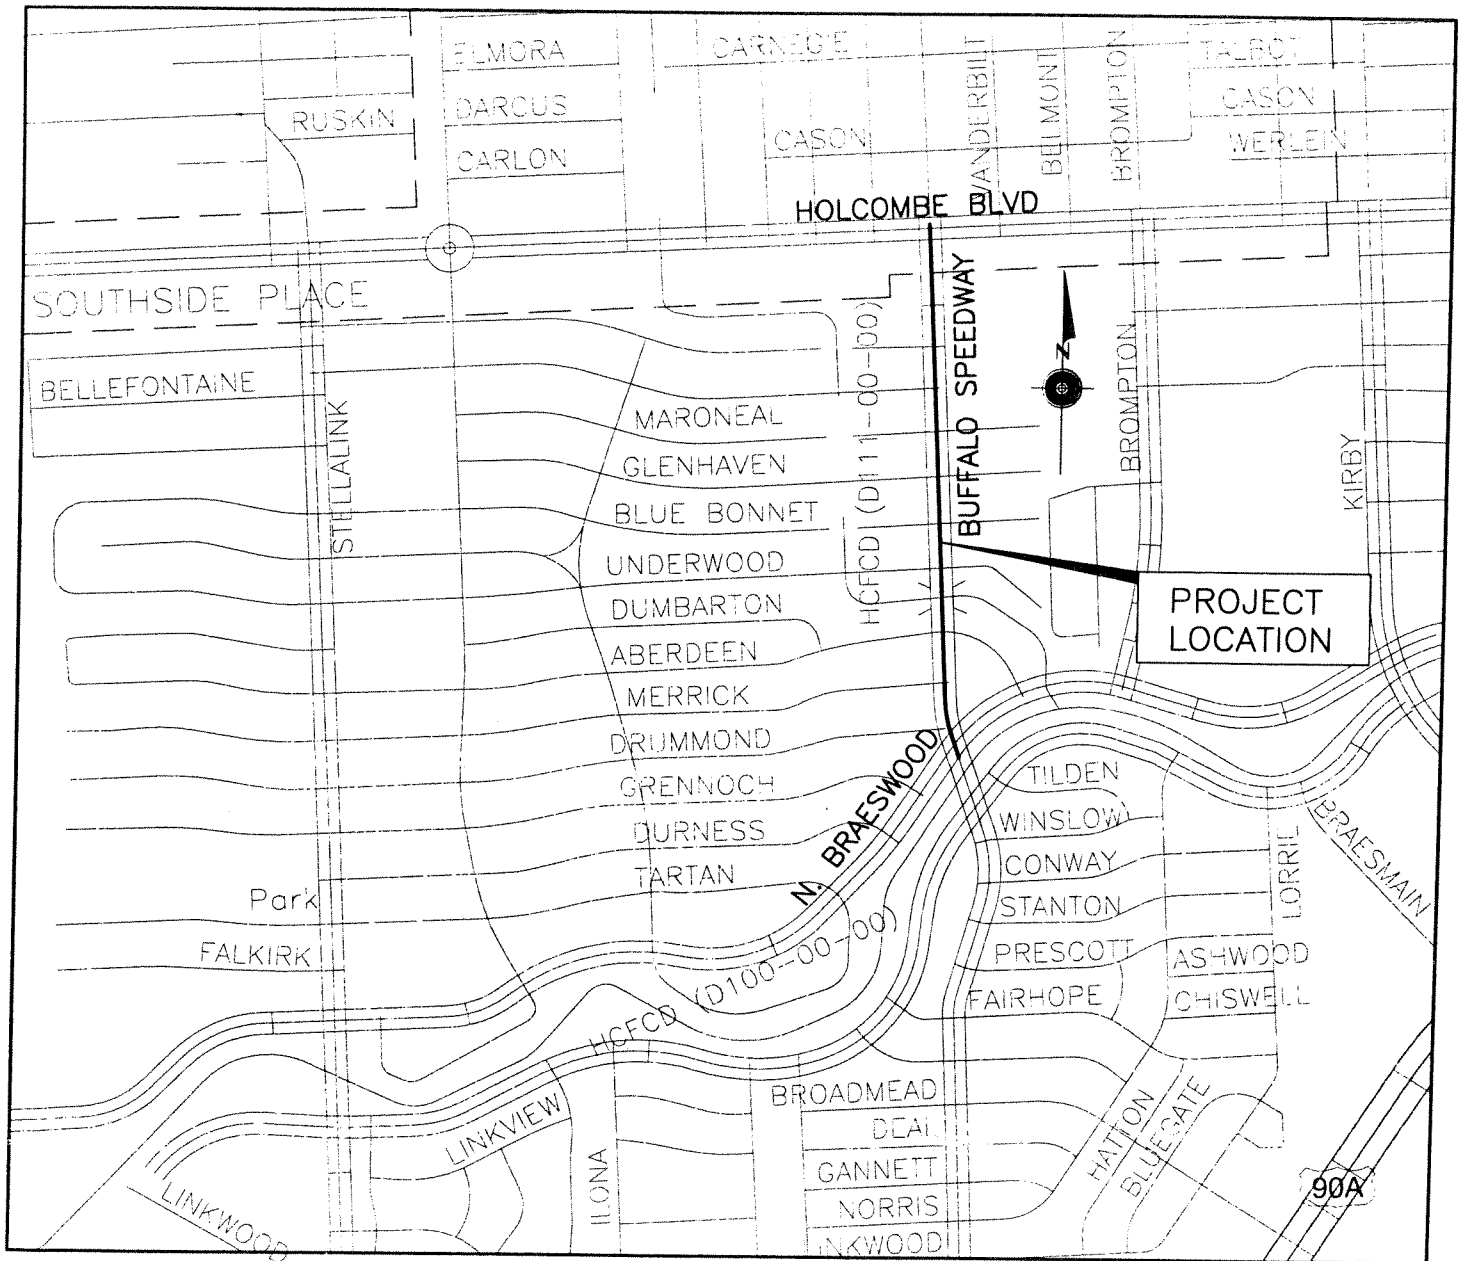 ELMORA
CARNEGIE
VANDERBILT
BELMONT
BROMPTON
TALBOT
RUSKIN
DARCUS
CASON
CARLON
CASON
WERLEIN
HOLCOMBE BLVD
SOUTHSIDE PLACE
BELLEFONTAINE
STELLALINK
MARONEAL
GLENHAVEN
BLUE BONNET
UNDERWOOD
DUMBARTON
ABERDEEN
MERRICK
DRUMMOND
GRENNOCH
DURNESS
TARTAN
HCFCD (D111-00-00)
BUFFALO SPEEDWAY
N
BROMPTON
KIRBY
PROJECT
LOCATION
N. BRAESWOOD
TILDEN
WINSLOW
CONWAY
STANTON
PRESCOTT
FAIRHOPE
LORRIE
BRAESMAIN
ASHWOOD
CHISWELL
Park
FALKIRK
HCFCD (D100-00-00)
LINKVIEW
LINKWOOD
ILONA
BROADMEAD
DEAL
GANNETT
NORRIS
INKWOOD
HATTON
BLUEGATE
90A